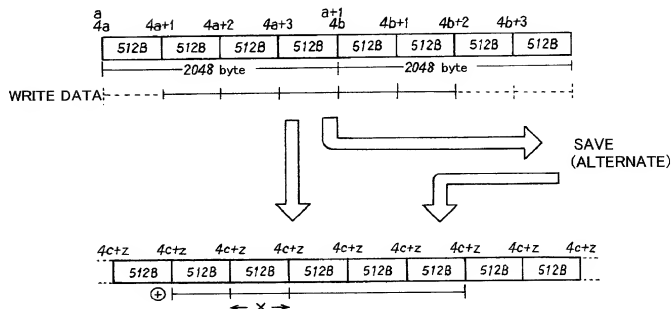 a a+1
4a 4a+1 4a+2 4a+3 4b 4b+1 4b+2 4b+3
512B 512B 512B 512B 512B 512B 512B 512B
2048 byte 2048 byte
WRITE DATA
SAVE
(ALTERNATE)
4c+z 4c+z 4c+z 4c+z 4c+z 4c+z 4c+z 4c+z 4c+z
512B 512B 512B 512B 512B 512B 512B 512B
⊕
X